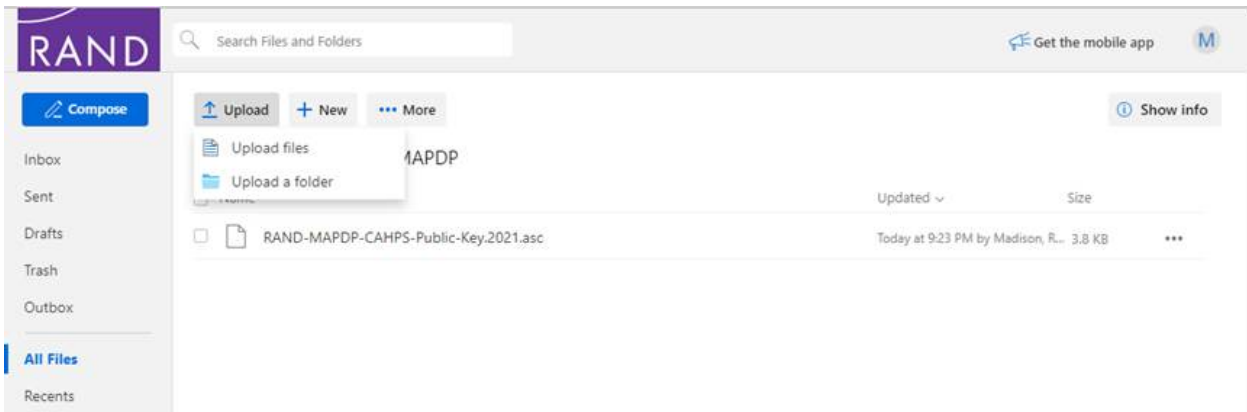 RAND
Search Files and Folders
Get the mobile app
M
Compose
Upload
New
More
Show info
Upload files
Upload a folder
MAPDP
Name
Updated
Size
RAND-MAPDP-CAHPS-Public-Key.2021.asc
Today at 9:23 PM by Madison, R...
3.8 KB
Inbox
Sent
Drafts
Trash
Outbox
All Files
Recents